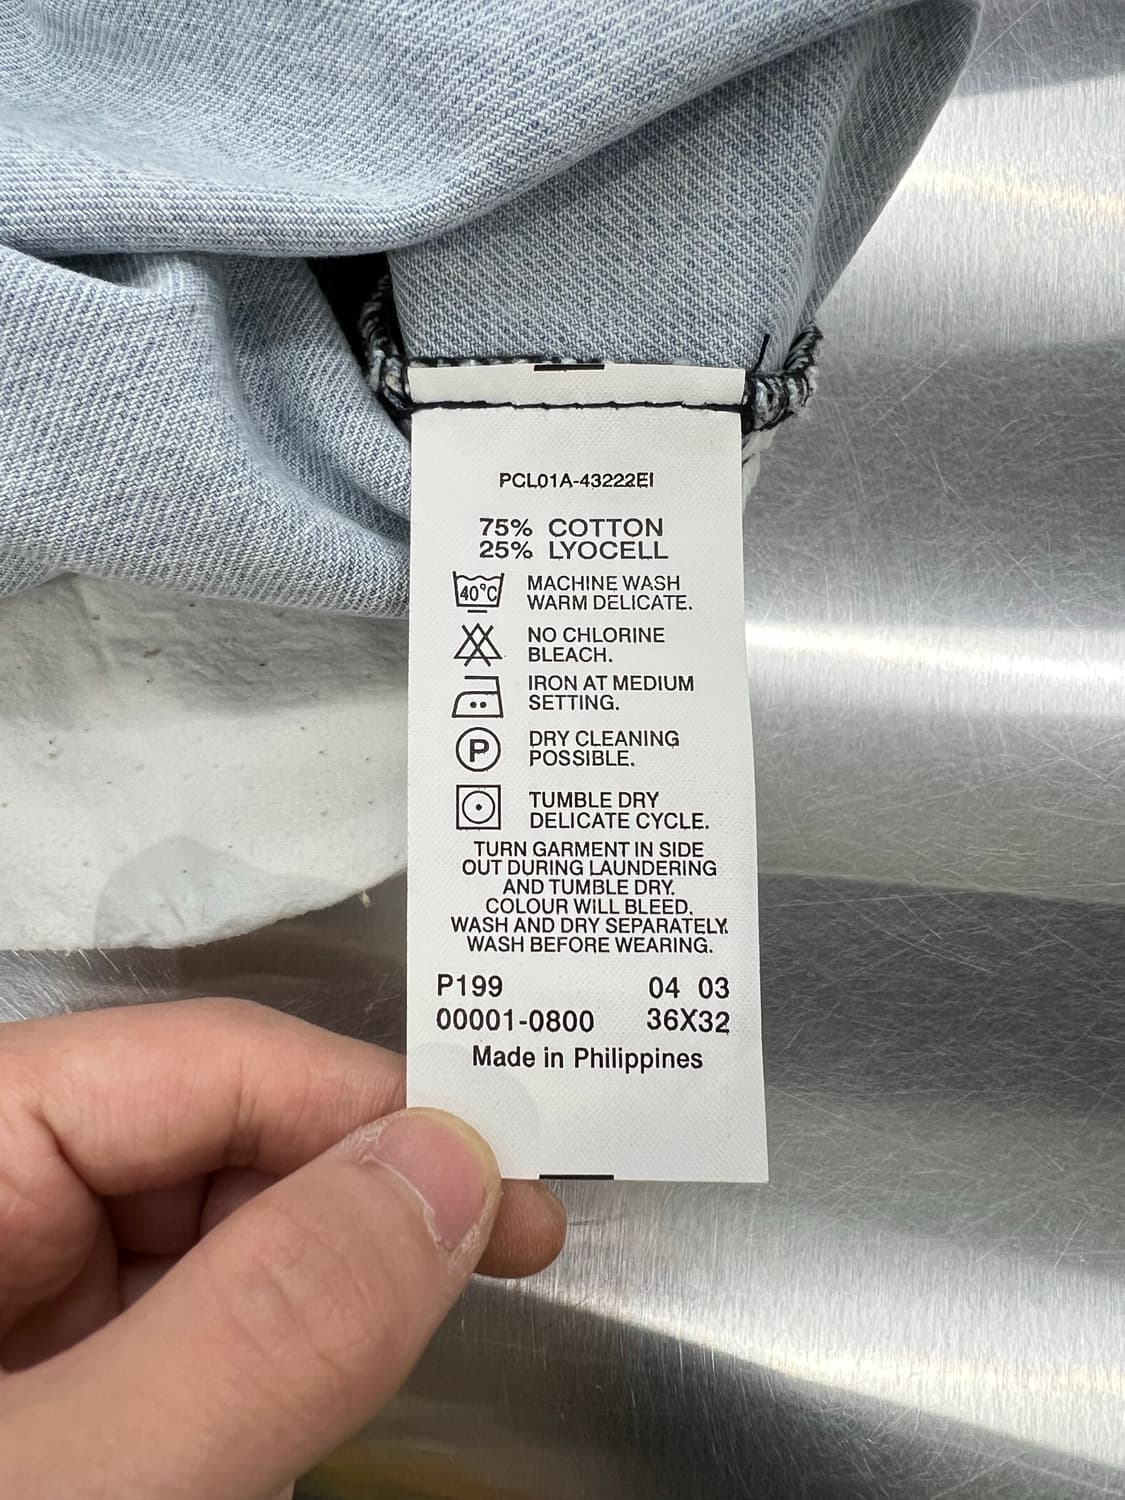 PCL01A-43222EI
75% COTTON
25% LYOCELL
40°C
MACHINE WASH
WARM DELICATE.
NO CHLORINE
BLEACH.
IRON AT MEDIUM
SETTING.
P
DRY CLEANING
POSSIBLE.
TUMBLE DRY
DELICATE CYCLE.
TURN GARMENT IN SIDE
OUT DURING LAUNDERING
AND TUMBLE DRY.
COLOUR WILL BLEED.
WASH AND DRY SEPARATELY.
WASH BEFORE WEARING.
P199 04 03
00001-0800 36X32
Made in Philippines